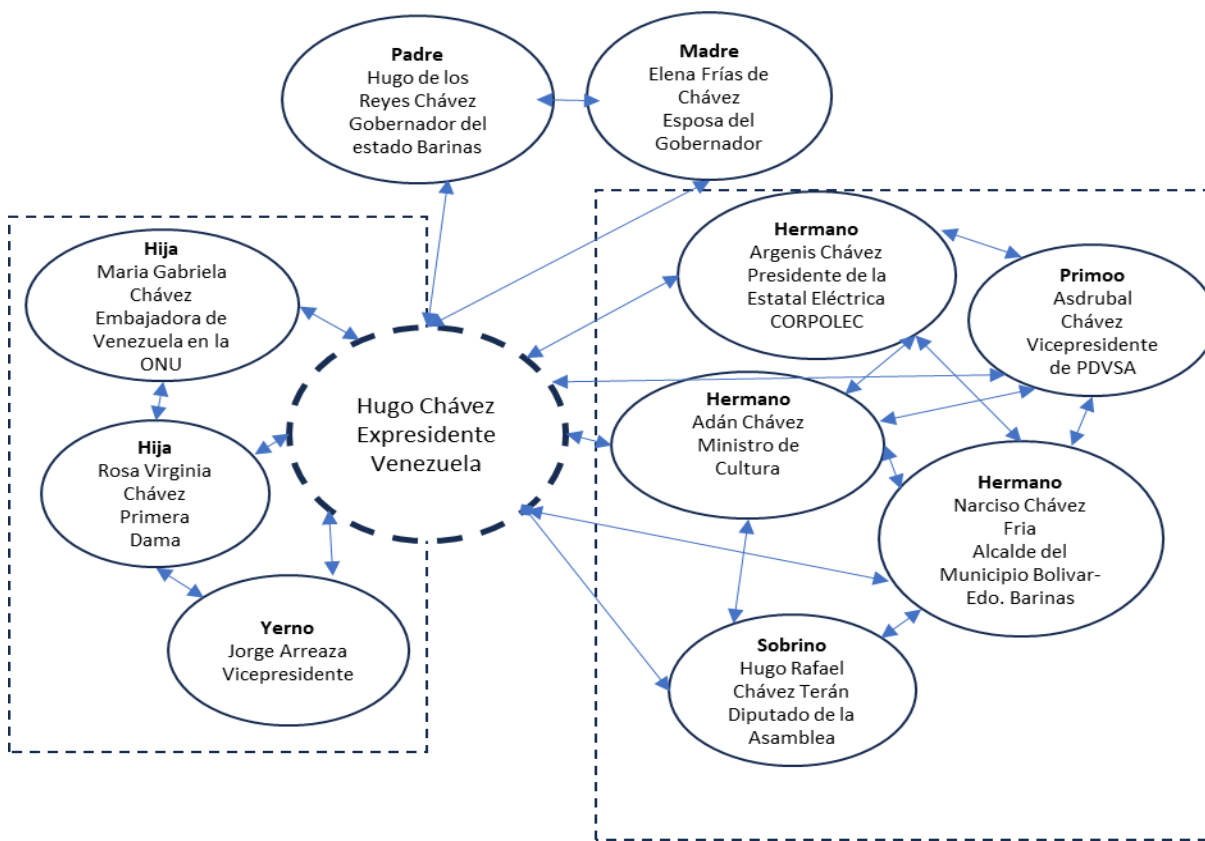 Padre
Hugo de los
Reyes Chávez
Gobernador del
estado Barinas
Madre
Elena Frías de
Chávez
Esposa del
Gobernador
Hija
Maria Gabriela
Chávez
Embajadora de
Venezuela en la
ONU
Hija
Rosa Virginia
Chávez
Primera
Dama
Yerno
Jorge Arreaza
Vicepresidente
Hugo Chávez
Expresidente
Venezuela
Hermano
Argenis Chávez
Presidente de la
Estatal Eléctrica
CORPOLEC
Primoo
Asdrubal
Chávez
Vicepresidente
de PDVSA
Hermano
Adán Chávez
Ministro de
Cultura
Hermano
Narciso Chávez
Fria
Alcalde del
Municipio Bolivar-
Edo. Barinas
Sobrino
Hugo Rafael
Chávez Terán
Diputado de la
Asamblea